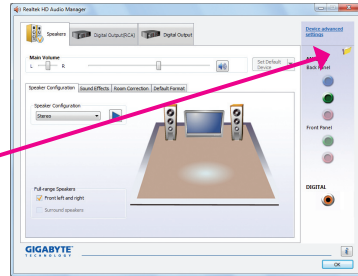 Realtek HD Audio Manager
Speakers
Digital Output(RCA)
Digital Output
Device advanced
settings
Main Volume
L
R
Set Default
Device
Back Panel
Speaker Configuration
Sound Effects
Room Correction
Default Format
Speaker Configuration
Stereo
Front Panel
Full-range Speakers
Front left and right
Surround speakers
DIGITAL
GIGABYTE
TECHNOLOGY
i
OK